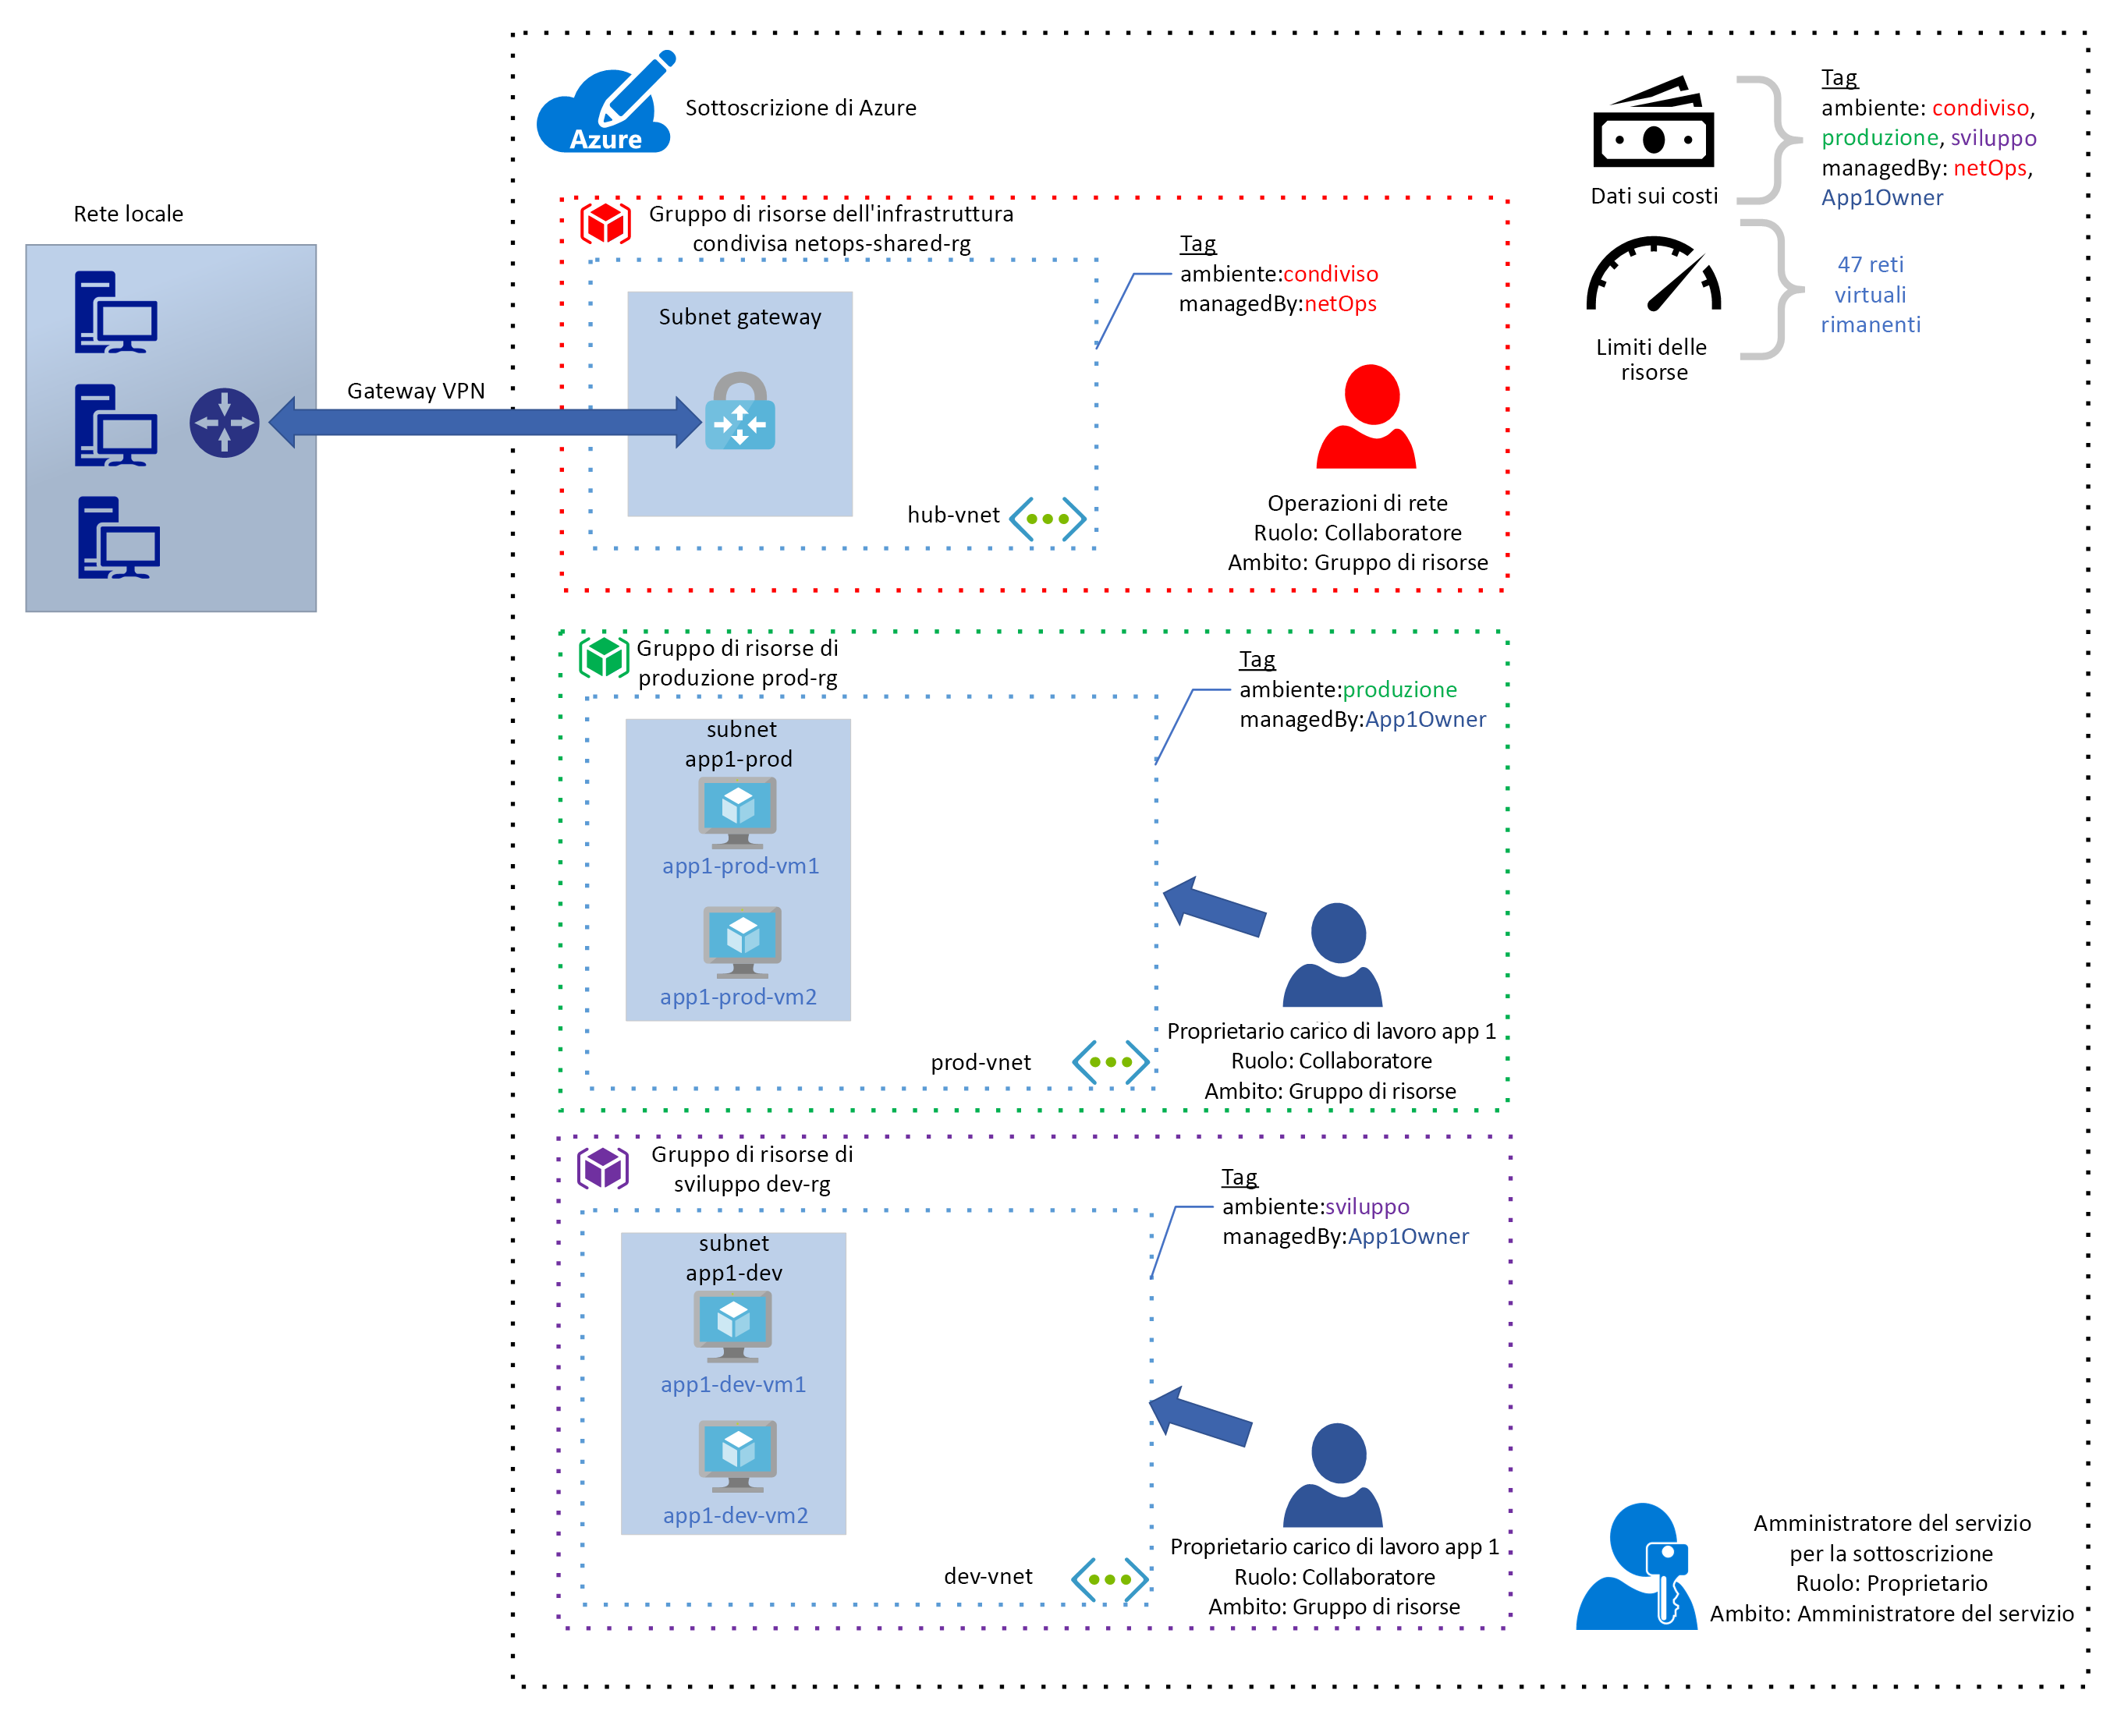 Azure
Sottoscrizione di Azure
Dati sui costi
Tag
ambiente: condiviso,
produzione, sviluppo
managedBy: netOps,
App1Owner
Limiti delle
risorse
47 reti
virtuali
rimanenti
Rete locale
Gateway VPN
Gruppo di risorse dell'infrastruttura
condivisa netops-shared-rg
Subnet gateway
hub-vnet
Tag
ambiente:condiviso
managedBy:netOps
Operazioni di rete
Ruolo: Collaboratore
Ambito: Gruppo di risorse
Gruppo di risorse di
produzione prod-rg
subnet
app1-prod
app1-prod-vm1
app1-prod-vm2
prod-vnet
Tag
ambiente:produzione
managedBy:App1Owner
Proprietario carico di lavoro app 1
Ruolo: Collaboratore
Ambito: Gruppo di risorse
Gruppo di risorse di
sviluppo dev-rg
subnet
app1-dev
app1-dev-vm1
app1-dev-vm2
dev-vnet
Tag
ambiente:sviluppo
managedBy:App1Owner
Proprietario carico di lavoro app 1
Ruolo: Collaboratore
Ambito: Gruppo di risorse
Amministratore del servizio
per la sottoscrizione
Ruolo: Proprietario
Ambito: Amministratore del servizio